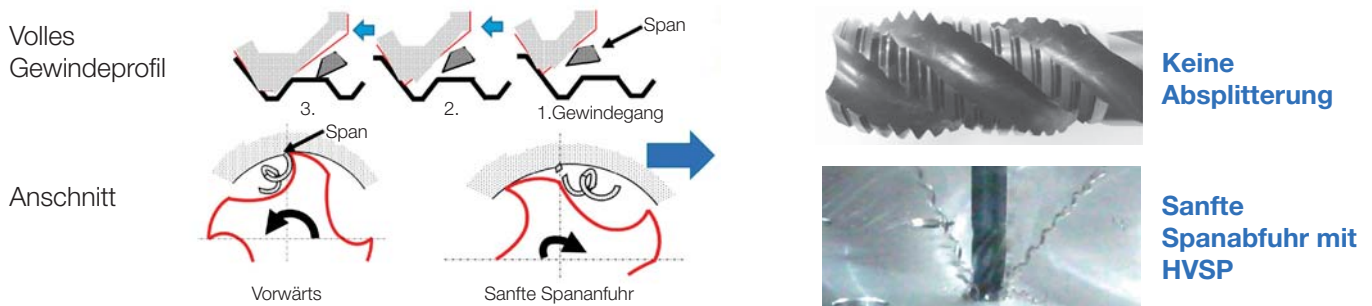 Volles
Gewindeprofil
Span
3.
2.
1.Gewindegang
Keine
Absplitterung
Span
Anschnitt
Vorwärts
Sanfte Spananfuhr
Sanfte
Spanabfuhr mit
HVSP